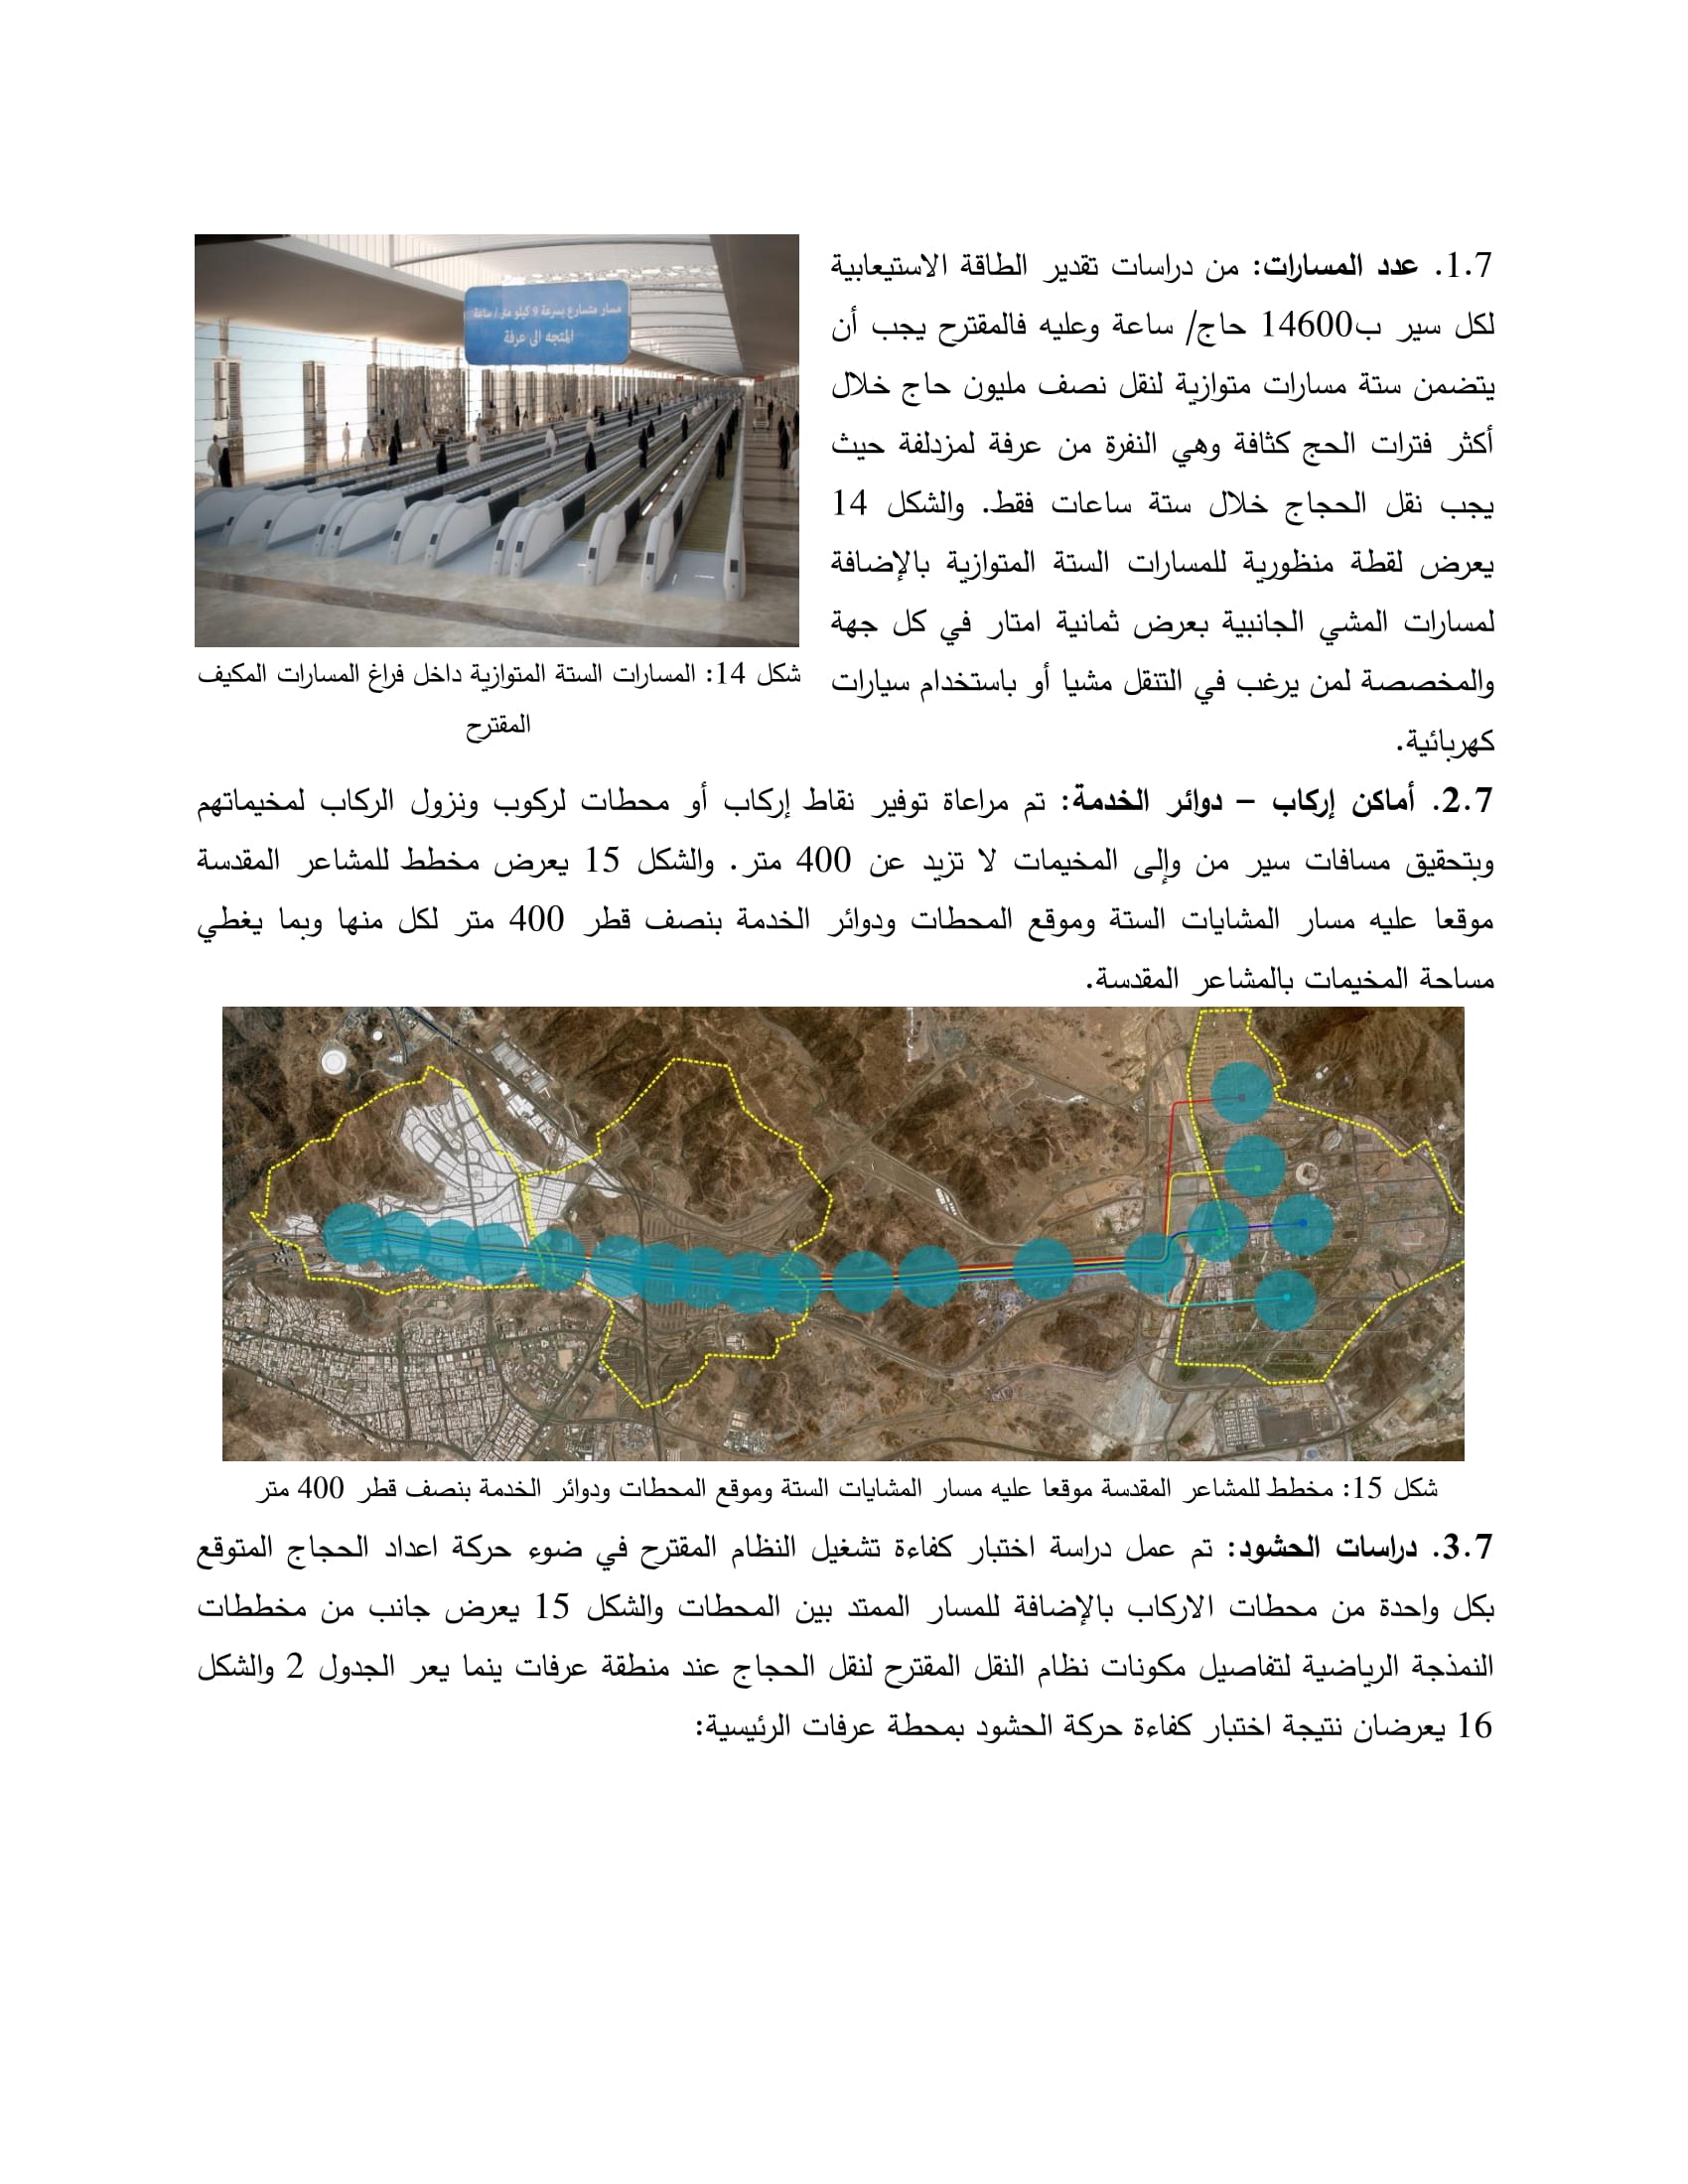 1.7. عدد المسارات: من دراسات تقدير الطاقة الاستيعابية
لكل سير ب14600 حاج/ ساعة وعليه فالمقترح يجب أن
يتضمن ستة مسارات متوازية لنقل نصف مليون حاج خلال
أكثر فترات الحج كثافة وهي النفرة من عرفة لمزدلفة حيث
يجب نقل الحجاج خلال ستة ساعات فقط. والشكل 14
يعرض لقطة منظورية للمسارات الستة المتوازية بالإضافة
لمسارات المشي الجانبية بعرض ثمانية امتار في كل جهة
والمخصصة لمن يرغب في التنقل مشيا أو باستخدام سيارات
كهربائية.
مسار متسارع بسرعة 9 كيلو متر / ساعة
المتجه الى عرفة
شكل 14: المسارات الستة المتوازية داخل فراغ المسارات المكيف
المقترح
2.7. أماكن إركاب – دوائر الخدمة: تم مراعاة توفير نقاط إركاب أو محطات لركوب ونزول الركاب لمخيماتهم
وبتحقيق مسافات سير من وإلى المخيمات لا تزيد عن 400 متر. والشكل 15 يعرض مخطط للمشاعر المقدسة
موقعا عليه مسار المشايات الستة وموقع المحطات ودوائر الخدمة بنصف قطر 400 متر لكل منها وبما يغطي
مساحة المخيمات بالمشاعر المقدسة.
شكل 15: مخطط للمشاعر المقدسة موقعا عليه مسار المشايات الستة وموقع المحطات ودوائر الخدمة بنصف قطر 400 متر
3.7. دراسات الحشود: تم عمل دراسة اختبار كفاءة تشغيل النظام المقترح في ضوء حركة اعداد الحجاج المتوقع
بكل واحدة من محطات الاركاب بالإضافة للمسار الممتد بين المحطات والشكل 15 يعرض جانب من مخططات
النمذجة الرياضية لتفاصيل مكونات نظام النقل المقترح لنقل الحجاج عند منطقة عرفات ينما يعر الجدول 2 والشكل
16 يعرضان نتيجة اختبار كفاءة حركة الحشود بمحطة عرفات الرئيسية: